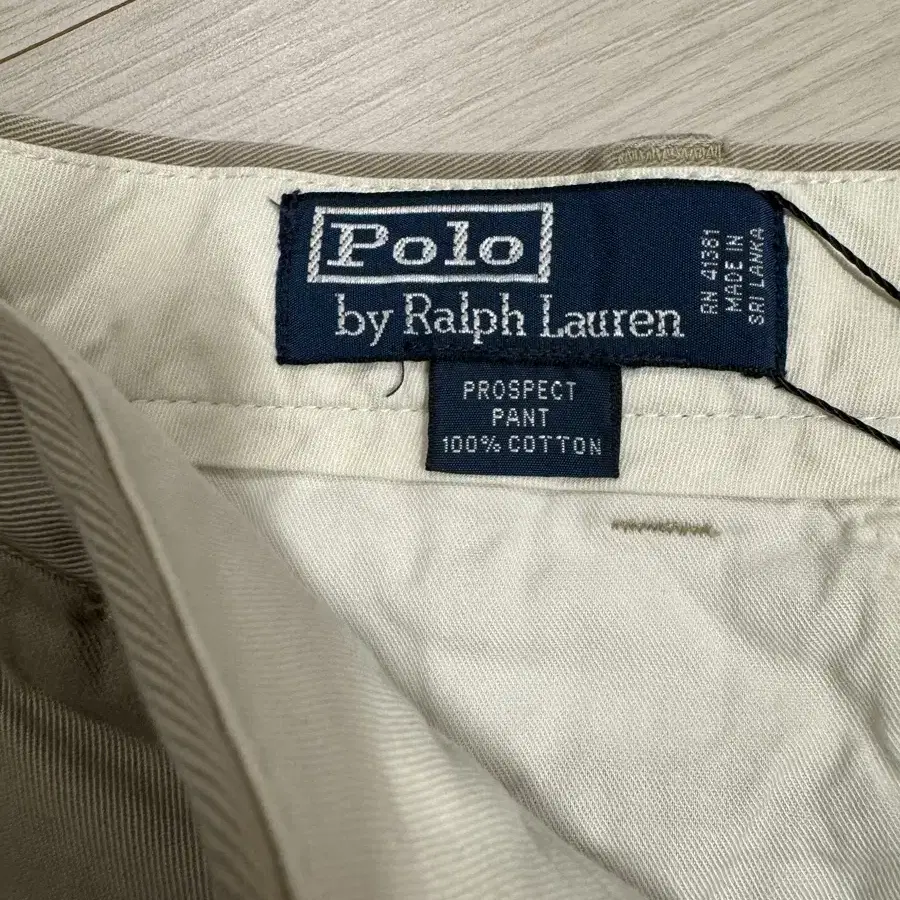 Polo
by Ralph Lauren
RN 41381
MADE IN
SRI LANKA
PROSPECT
PANT
100% COTTON